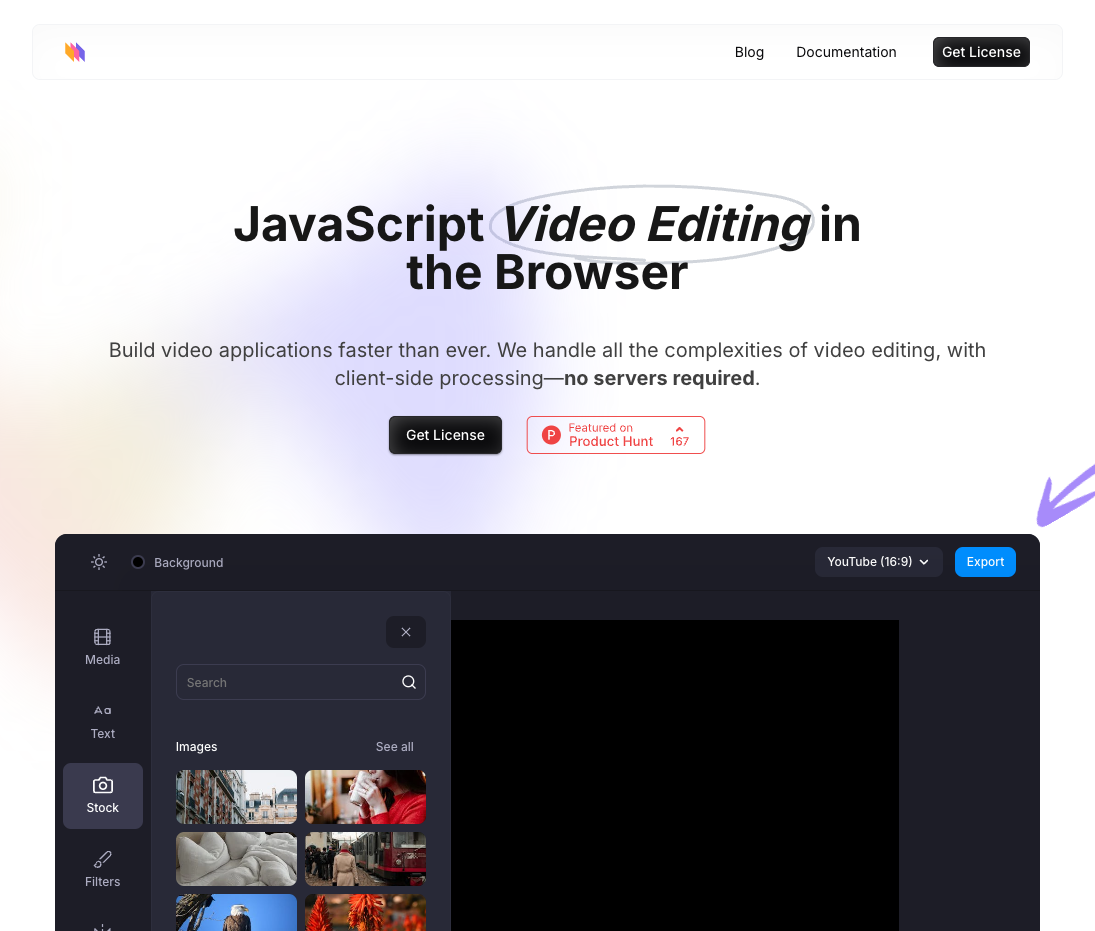 Blog
Documentation
Get License
JavaScript Video Editing in
the Browser
Build video applications faster than ever. We handle all the complexities of video editing, with
client-side processing—no servers required.
Get License
P
Featured on
Product Hunt
167
Background
YouTube (16:9)
Export
Media
Aa
Text
Stock
Filters
Search
Images
See all